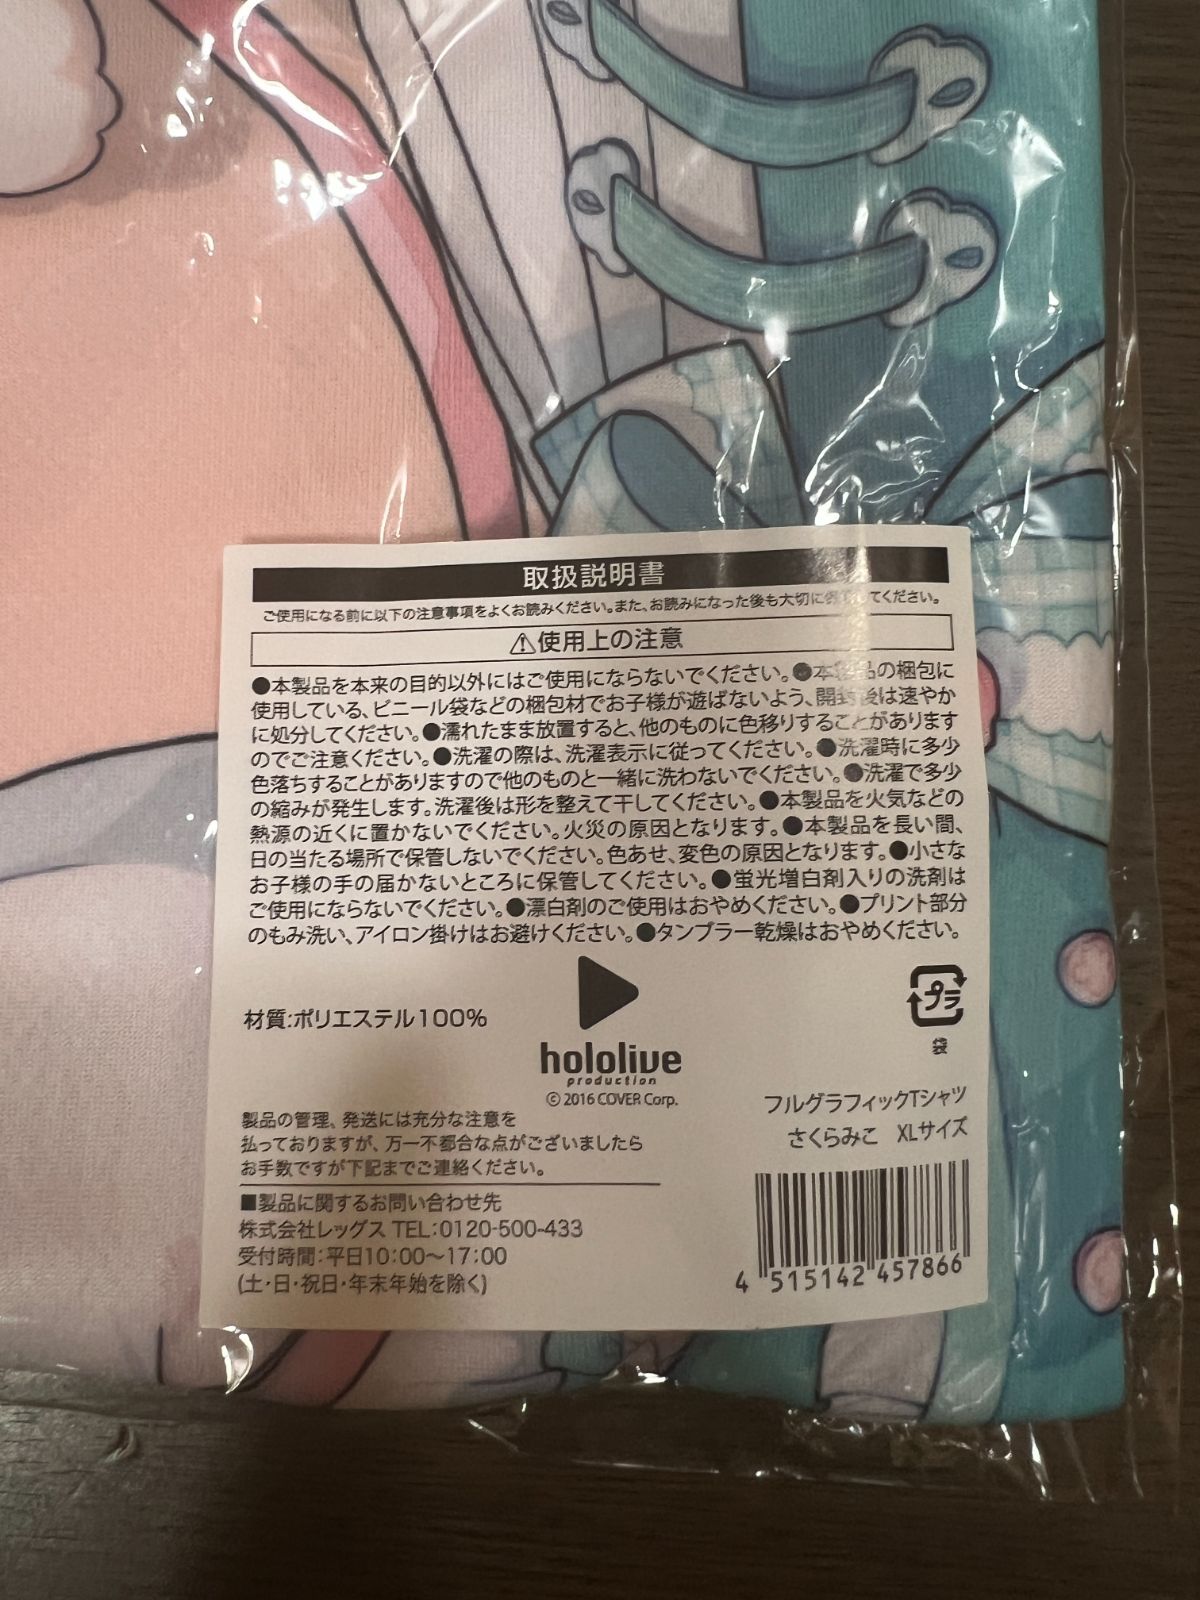 取扱説明書
ご使用になる前に以下の注意事項をよくお読みください。また、お読みになった後も大切に保管してください。
⚠使用上の注意
●本製品を本来の目的以外にはご使用にならないでください。●本製品の梱包に
使用している、ビニール袋などの梱包材でお子様が遊ばないよう、開封後は速やか
に処分してください。●濡れたまま放置すると、他のものに色移りすることがあります
のでご注意ください。●洗濯の際は、洗濯表示に従ってください。●洗濯時に多少
色落ちすることがありますので他のものと一緒に洗わないでください。●洗濯で多少
の縮みが発生します。洗濯後は形を整えて干してください。●本製品を火気などの
熱源の近くに置かないでください。火災の原因となります。●本製品を長い間、
日の当たる場所で保管しないでください。色あせ、変色の原因となります。●小さな
お子様の手の届かないところに保管してください。●蛍光増白剤入りの洗剤は
ご使用にならないでください。●漂白剤のご使用はおやめください。●プリント部分
のもみ洗い、アイロン掛けはお避けください。●タンブラー乾燥はおやめください。
材質:ポリエステル100%
hololive
production
© 2016 COVER Corp.
プラ
袋
フルグラフィックTシャツ
さくらみこ XLサイズ
製品の管理、発送には充分な注意を
払っておりますが、万一不都合な点がございましたら
お手数ですが下記までご連絡ください。
■製品に関するお問い合わせ先
株式会社レッグス TEL:0120-500-433
受付時間:平日10:00～17:00
(土・日・祝日・年末年始を除く)
4 515142 457866